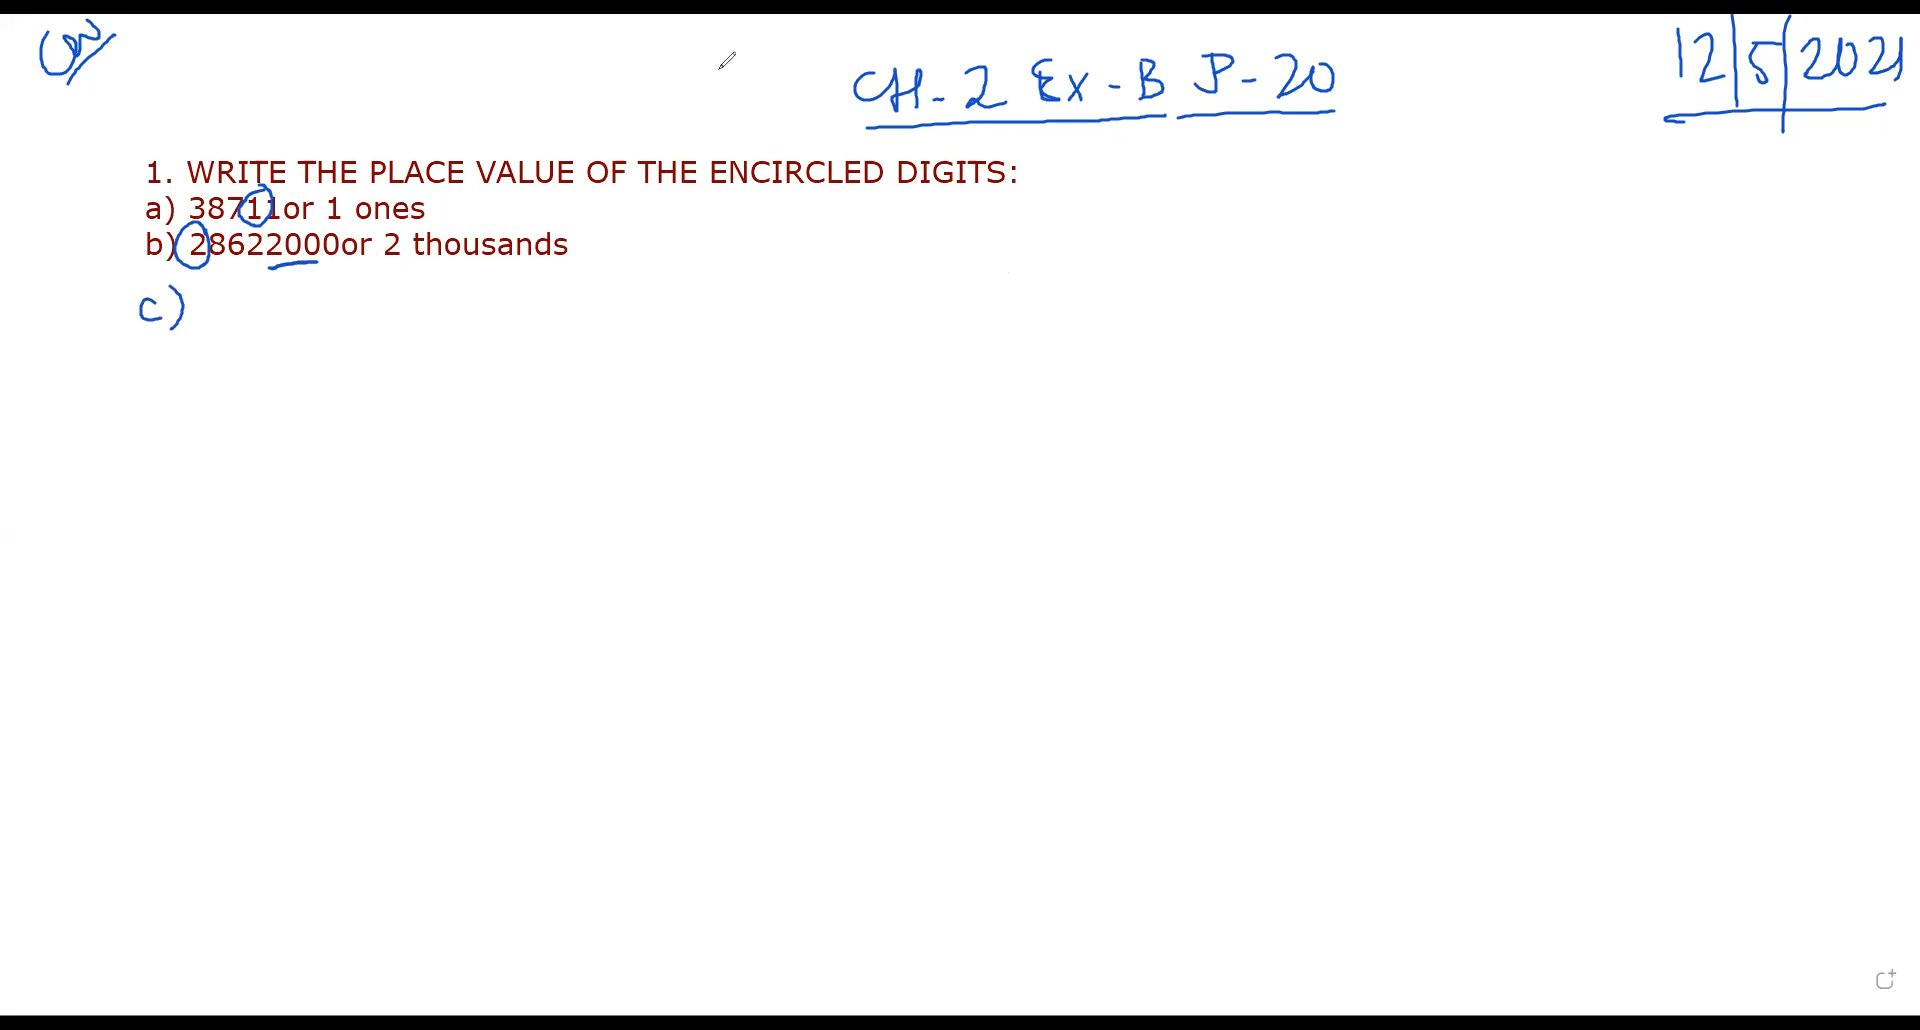 CW
12/5/2021
CH-2 Ex-B P-20
1. WRITE THE PLACE VALUE OF THE ENCIRCLED DIGITS:
a) 38711or 1 ones
b) 28622000or 2 thousands
c)